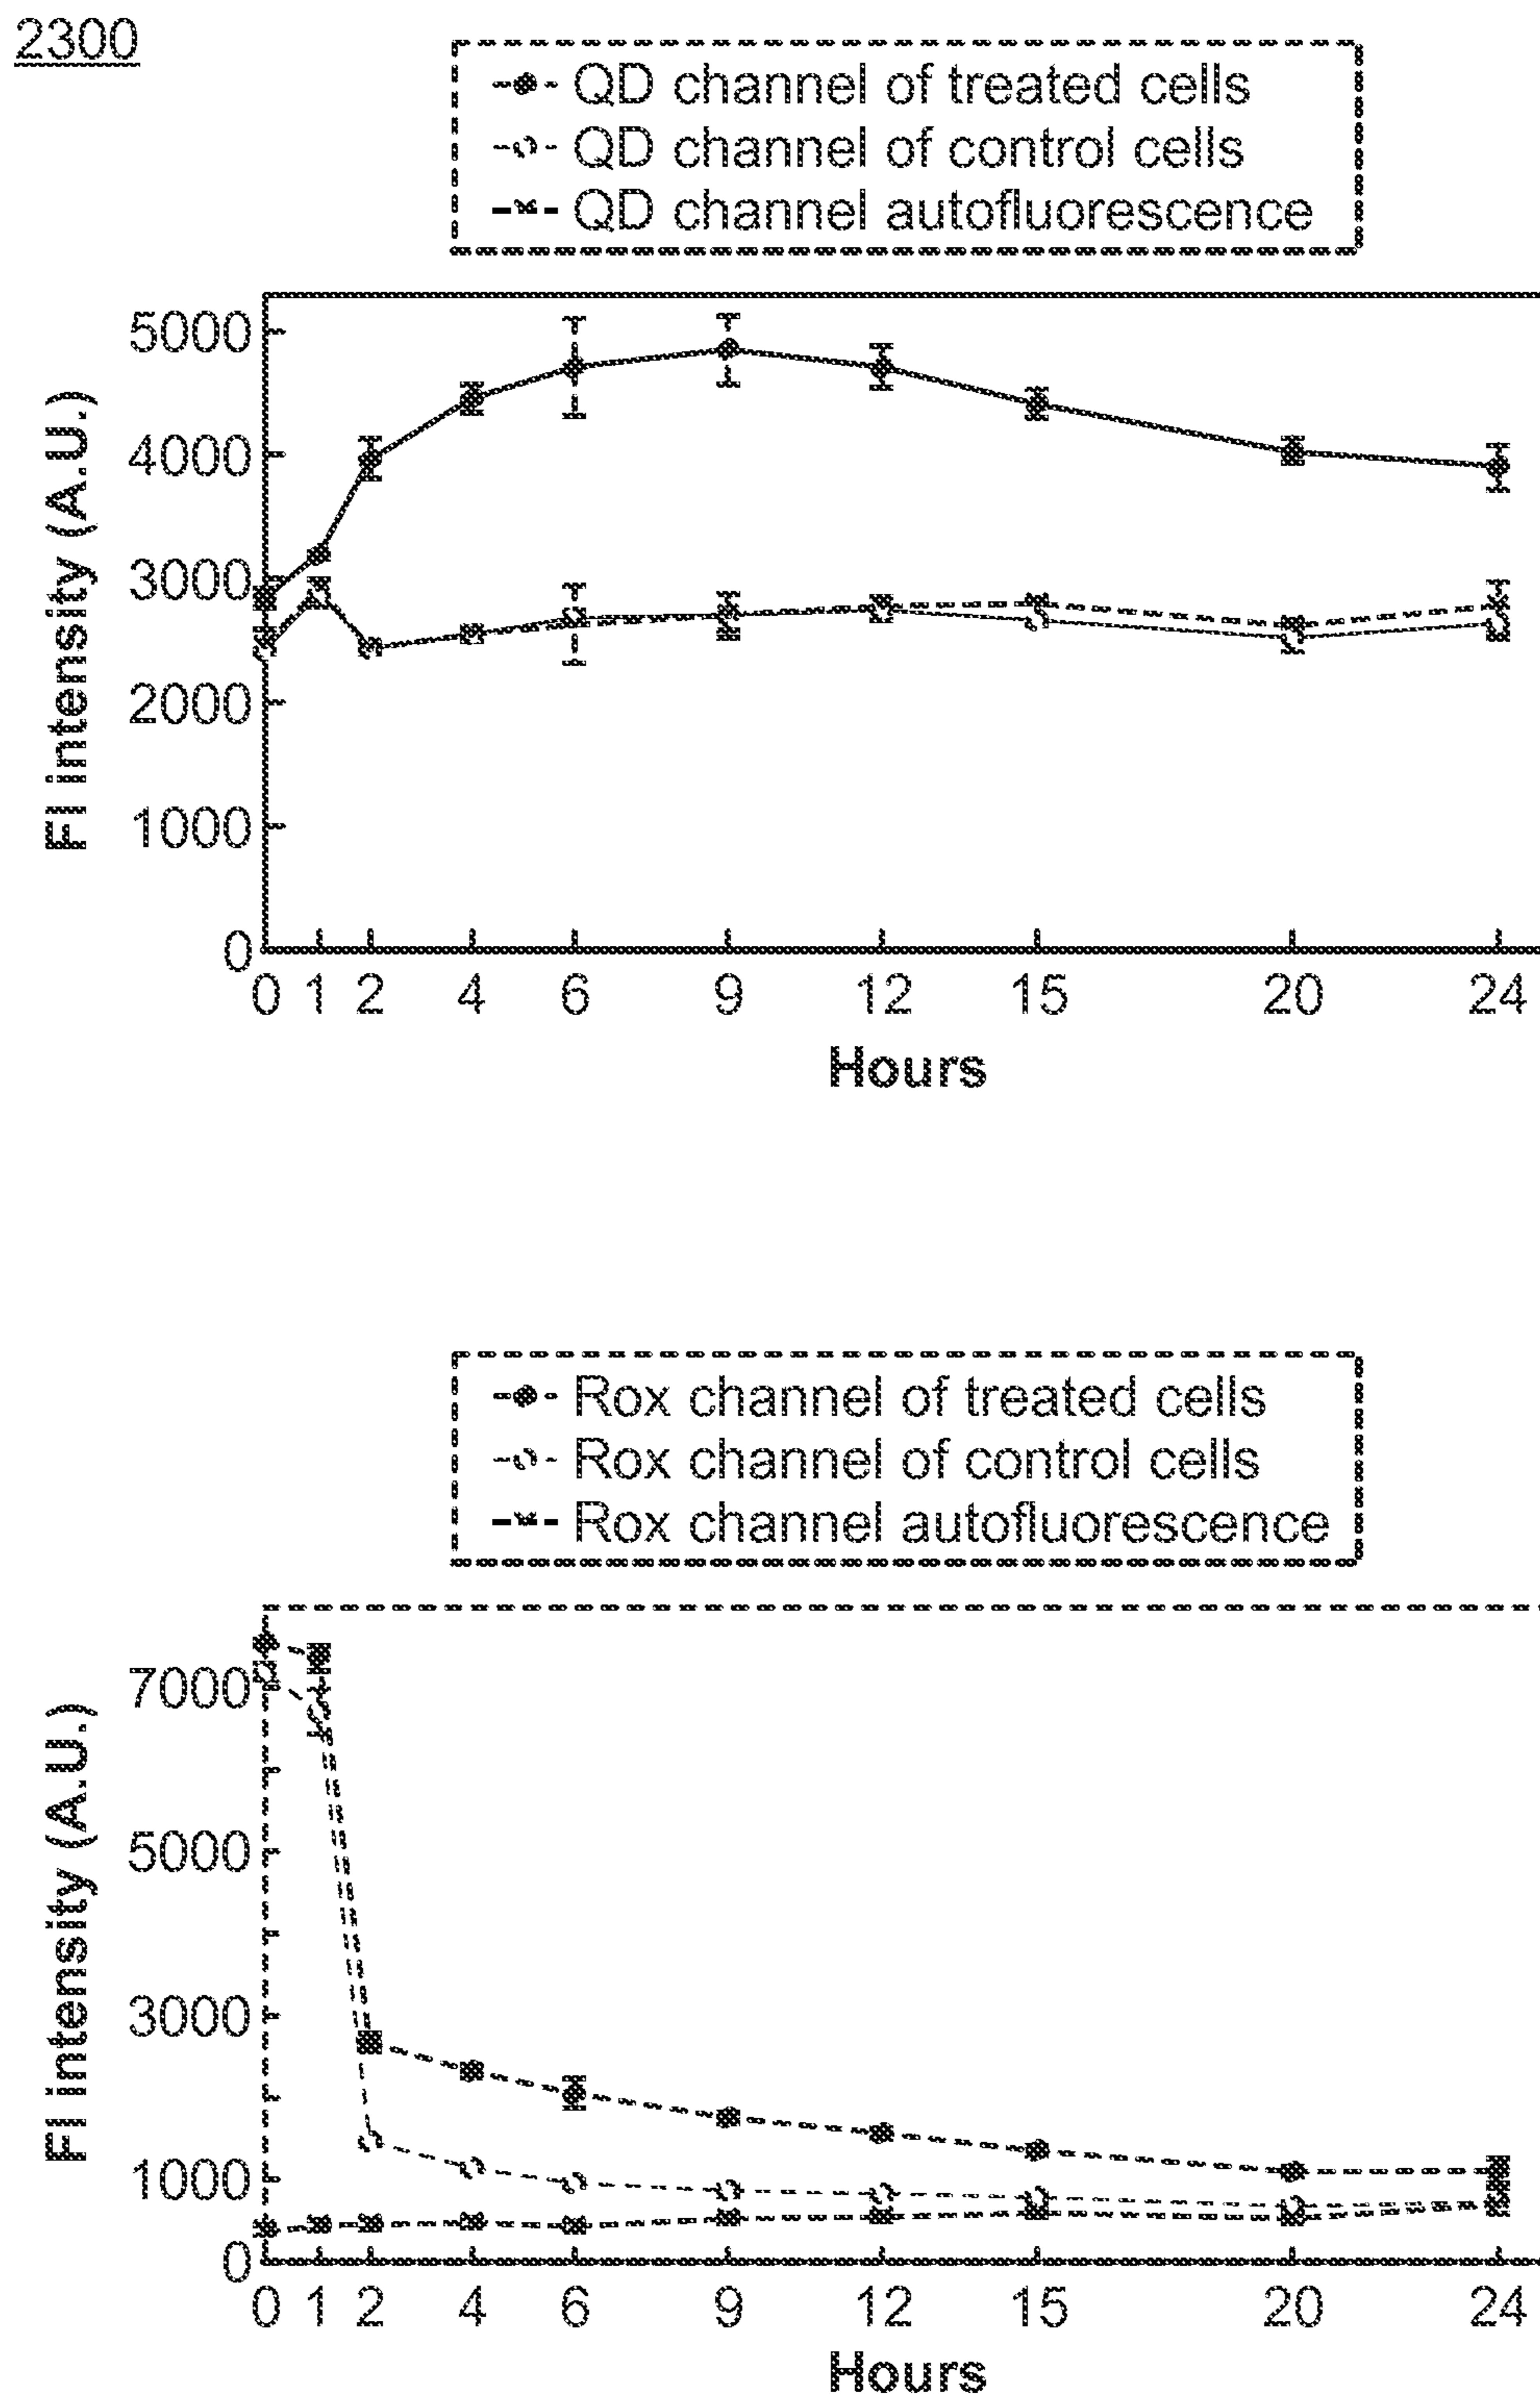 2300
QD channel of treated cells
QD channel of control cells
QD channel autofluorescence
5000
4000
3000
2000
1000
0
FI intensity (A.U.)
0 1 2 4 6 9 12 15 20 24
Hours
Rox channel of treated cells
Rox channel of control cells
Rox channel autofluorescence
7000
5000
3000
1000
0
FI intensity (A.U.)
0 1 2 4 6 9 12 15 20 24
Hours